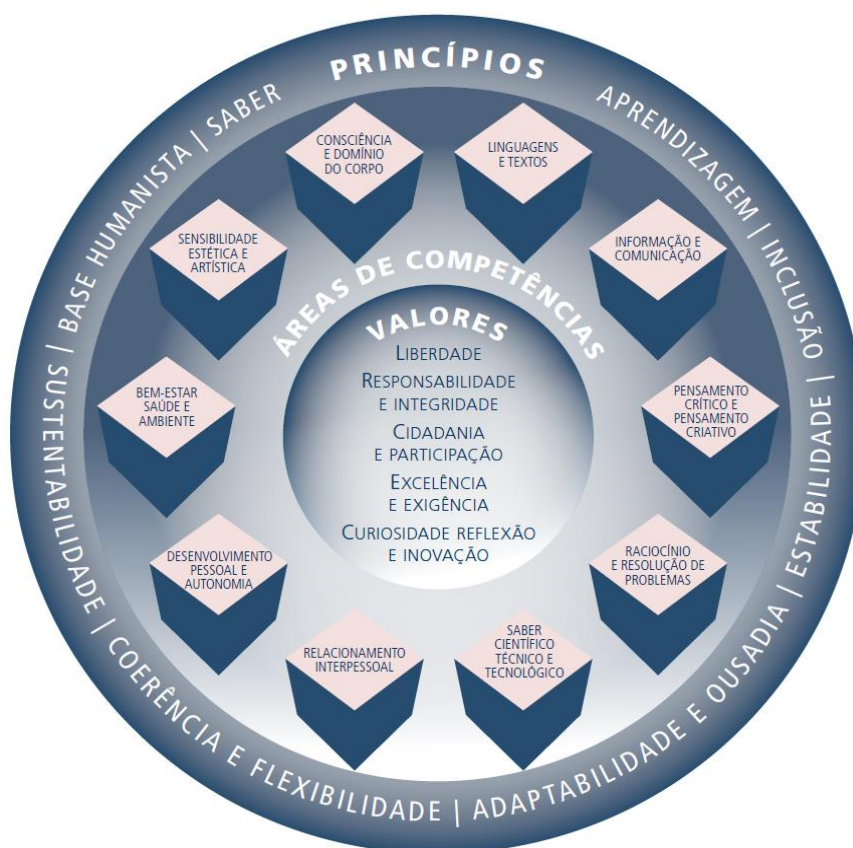 PRINCÍPIOS
BASE HUMANISTA | SABER
APRENDIZAGEM | INCLUSÃO |
ESTABILIDADE |
ADAPTABILIDADE E OUSADIA |
COERÊNCIA E FLEXIBILIDADE |
SUSTENTABILIDADE |
CONSCIÊNCIA
E DOMÍNIO
DO CORPO
LINGUAGENS
E TEXTOS
INFORMAÇÃO E
COMUNICAÇÃO
PENSAMENTO
CRÍTICO E
PENSAMENTO
CRIATIVO
RACIOCÍNIO
E RESOLUÇÃO DE
PROBLEMAS
SABER
CIENTÍFICO
TÉCNICO E
TECNOLÓGICO
RELACIONAMENTO
INTERPESSOAL
DESENVOLVIMENTO
PESSOAL E
AUTONOMIA
BEM-ESTAR
SAÚDE E
AMBIENTE
SENSIBILIDADE
ESTÉTICA E
ARTÍSTICA
ÁREAS DE COMPETÊNCIAS
VALORES
LIBERDADE
RESPONSABILIDADE
E INTEGRIDADE
CIDADANIA
E PARTICIPAÇÃO
EXCELÊNCIA
E EXIGÊNCIA
CURIOSIDADE REFLEXÃO
E INOVAÇÃO